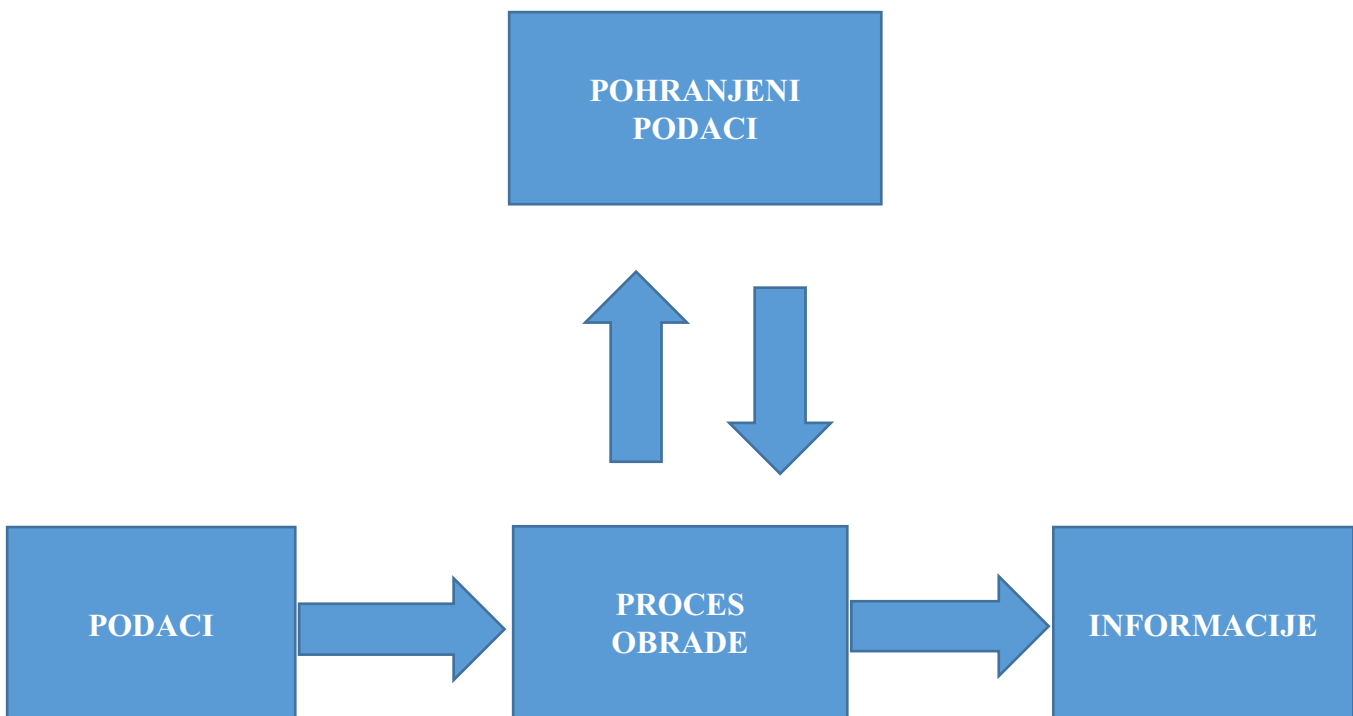 POHRANJENI
PODACI
PODACI
PROCES
OBRADE
INFORMACIJE